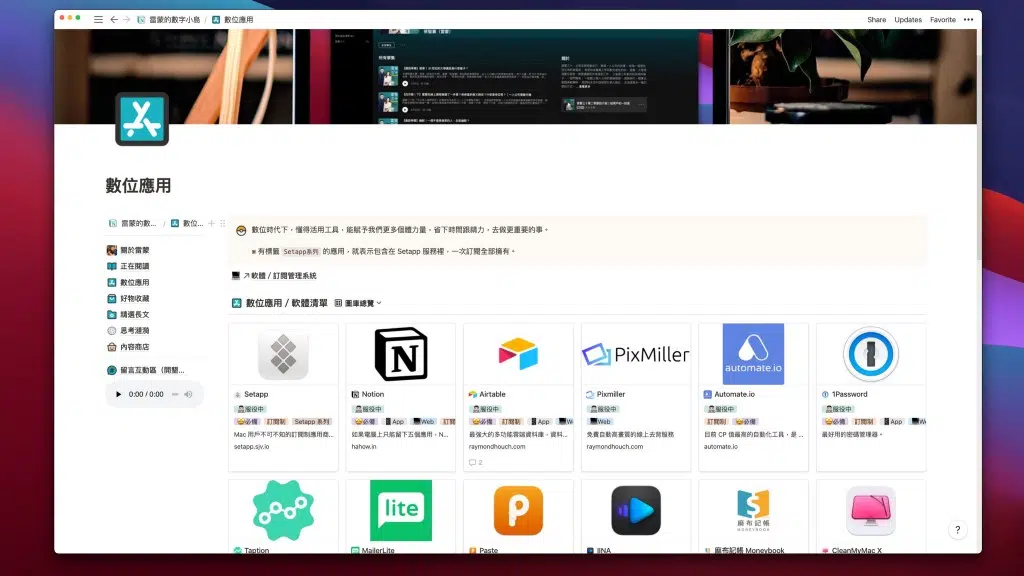 雷蒙的數字小島 / 數位應用
Share Updates Favorite
數位應用
雷蒙的數... / 數位...
數位時代下，懂得活用工具，能賦予我們更多個體力量，省下時間跟精力，去做更重要的事。
有標籤 Setapp系列 的應用，就表示包含在 Setapp 服務裡，一次訂閱全部擁有。
關於雷蒙
正在閱讀
數位應用
好物收藏
精選長文
思考漣漪
內容商店
留言互動區（開墾...
0:00 / 0:00
↗軟體 / 訂閱管理系統
數位應用 / 軟體清單 圖庫總覽
PixMiller
automate.io
Setapp
服役中
必備 訂閱制 Setapp 系列
Mac 用戶不可不知的訂閱制應用商...
setapp.sjv.io
Notion
服役中
必備 App Web 訂閱
如果電腦上只能留下五個應用，N...
hahow.in
Airtable
服役中
必備 訂閱制 App W
最強大的多功能雲端資料庫，資料...
raymondhouch.com
2
Pixmiller
服役中
Web
免費自動高畫質的線上去背服務
raymondhouch.com
Automate.io
服役中
訂閱制 必備
目前 CP 值最高的自動化工具，是 ...
automate.io
1Password
服役中
必備 訂閱制 App W
最好用的密碼管理器。
lite
麻布記帳
MONEYBOOK
Taption
MailerLite
Paste
IINA
麻布記帳 Moneybook
CleanMyMac X
?